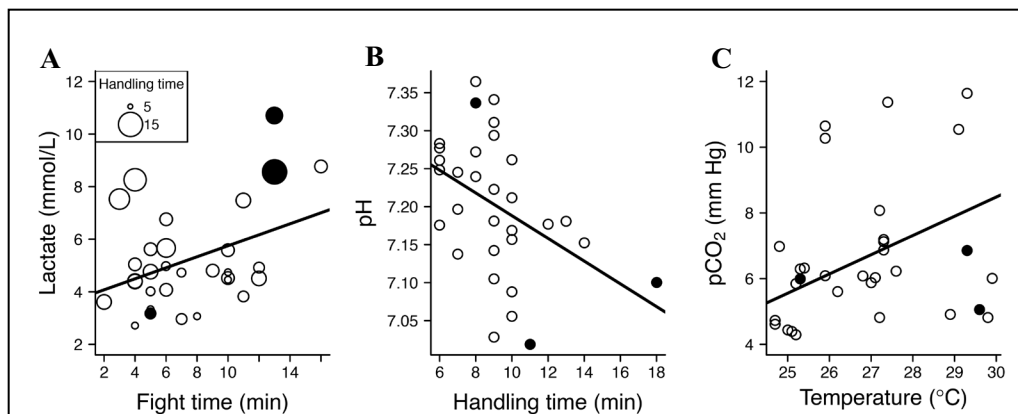 A
Lactate (mmol/L)
12
10
8
6
4
2
Handling time
5
15
2 4 6 8 10 14
Fight time (min)
B
pH
7.35
7.30
7.25
7.20
7.15
7.10
7.05
6 8 10 12 14 16 18
Handling time (min)
C
pCO₂ (mm Hg)
12
10
8
6
4
25 26 27 28 29 30
Temperature (°C)